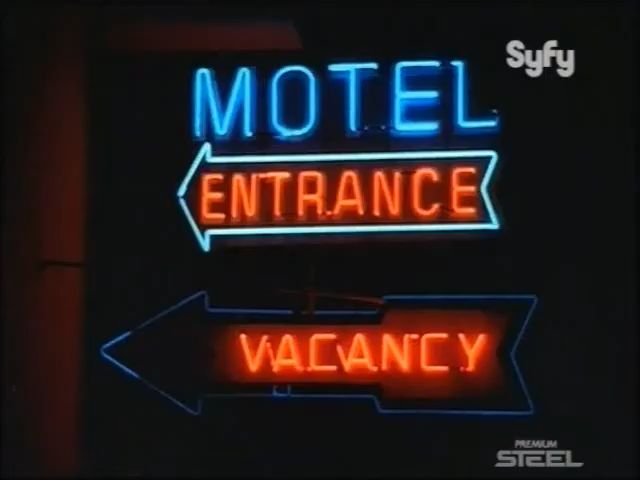 Syfy
MOTEL
ENTRANCE
VACANCY
PREMIUM
STEEL